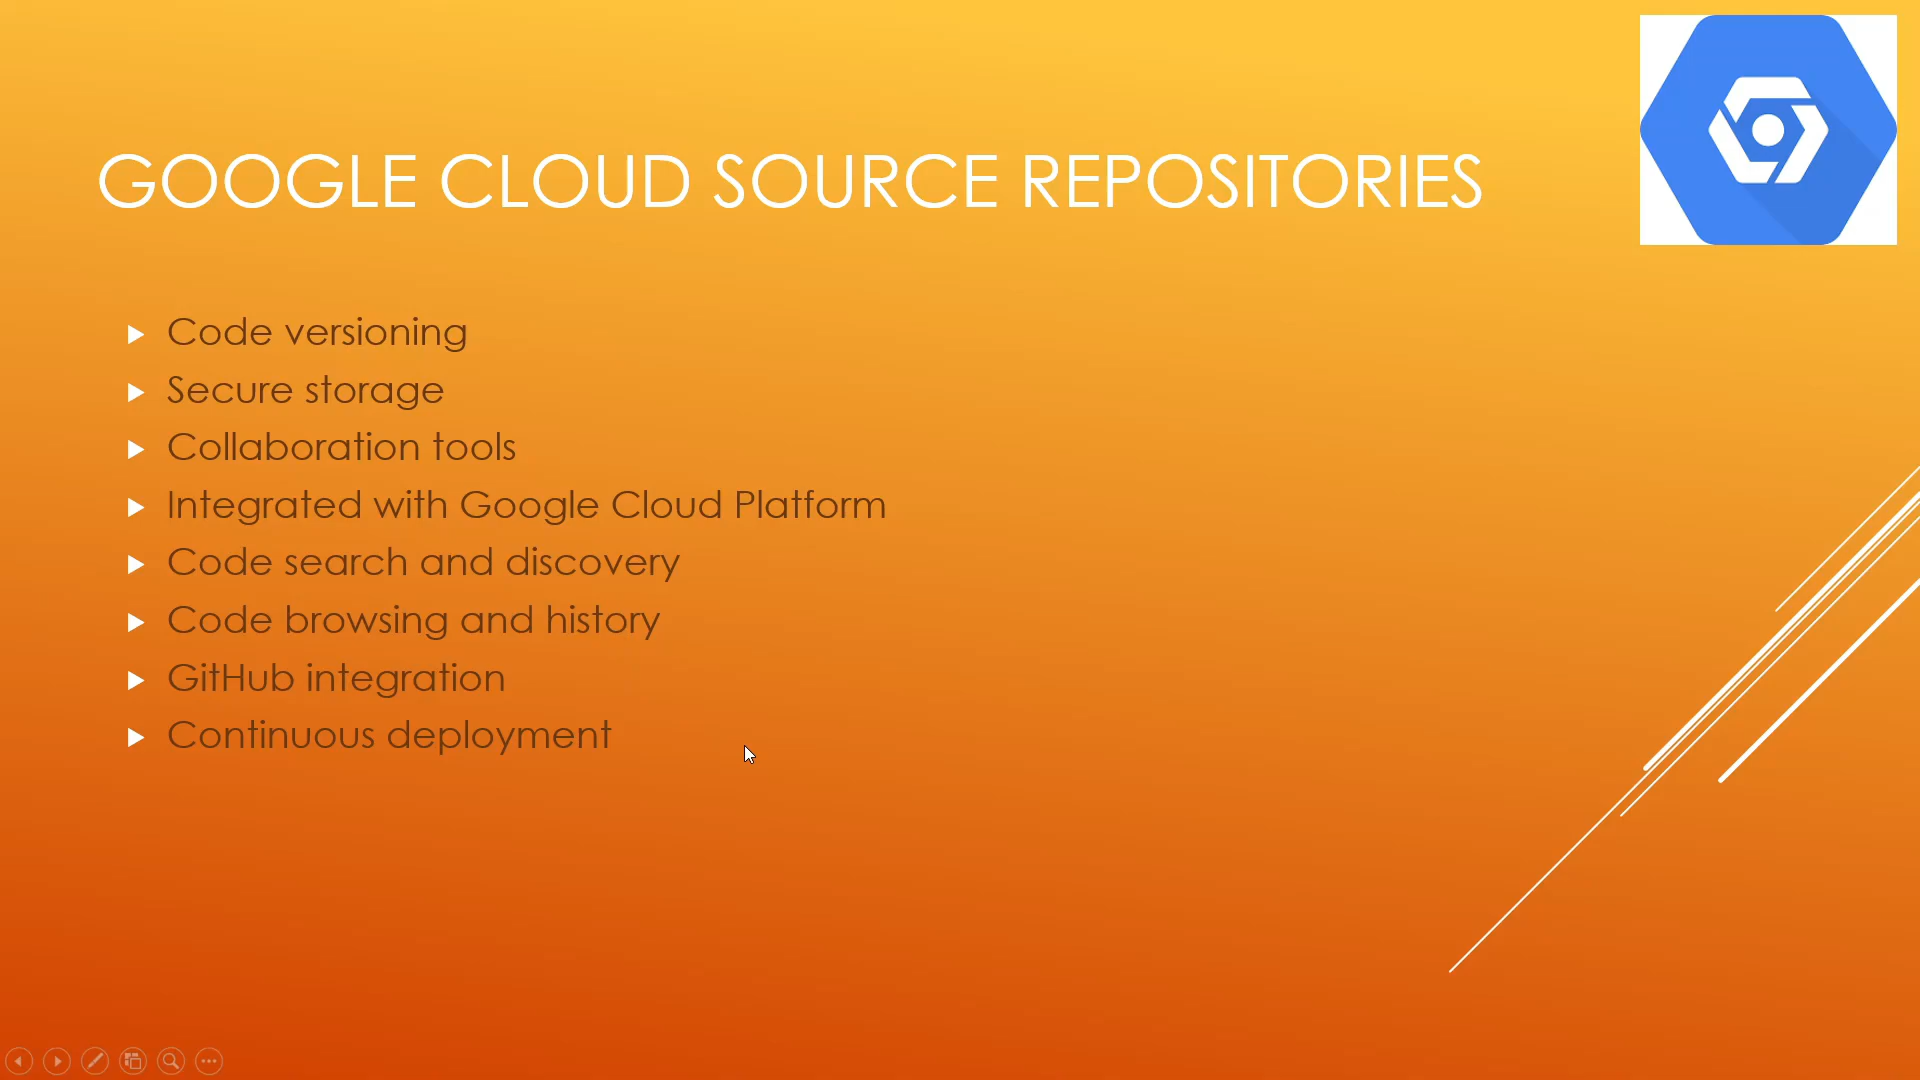 GOOGLE CLOUD SOURCE REPOSITORIES
Code versioning
Secure storage
Collaboration tools
Integrated with Google Cloud Platform
Code search and discovery
Code browsing and history
GitHub integration
Continuous deployment